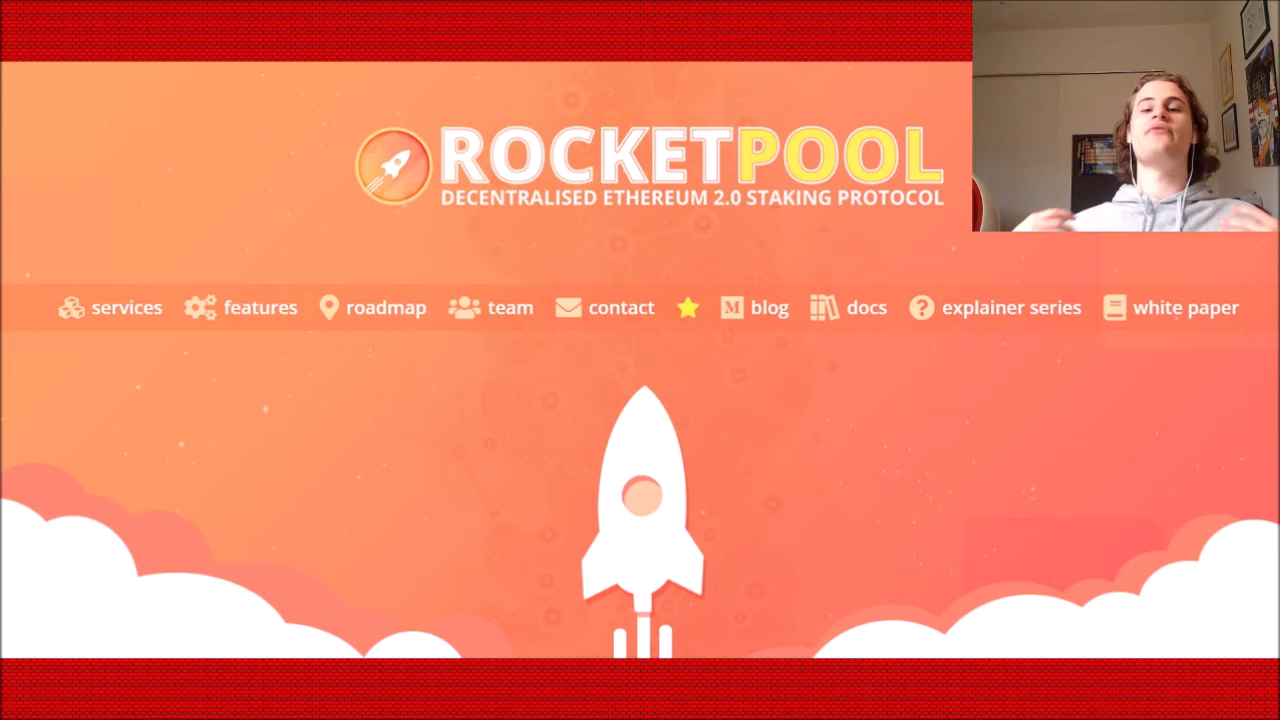 ROCKETPOOL
DECENTRALISED ETHEREUM 2.0 STAKING PROTOCOL
services features roadmap team contact M blog docs ? explainer series white paper